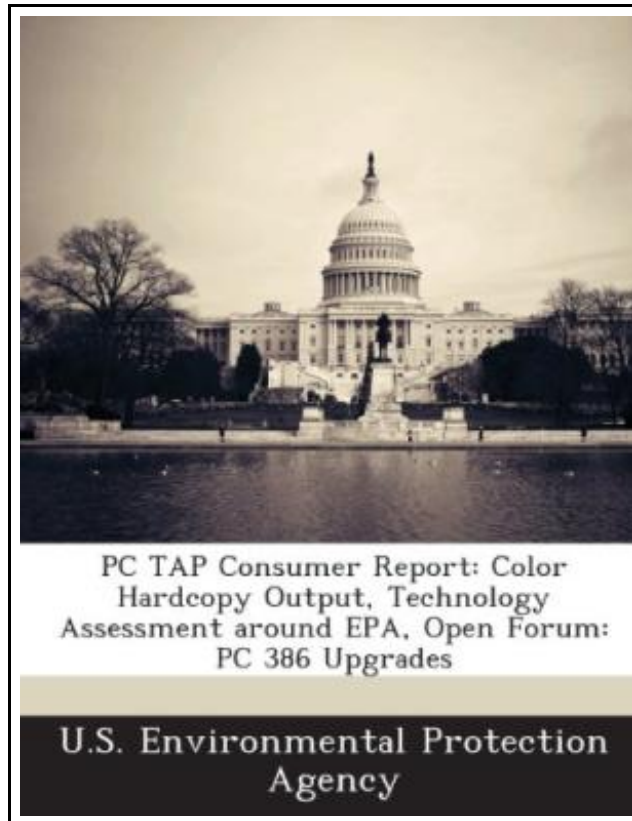 PC TAP Consumer Report: Color
Hardcopy Output, Technology
Assessment around EPA, Open Forum:
PC 386 Upgrades
U.S. Environmental Protection
Agency